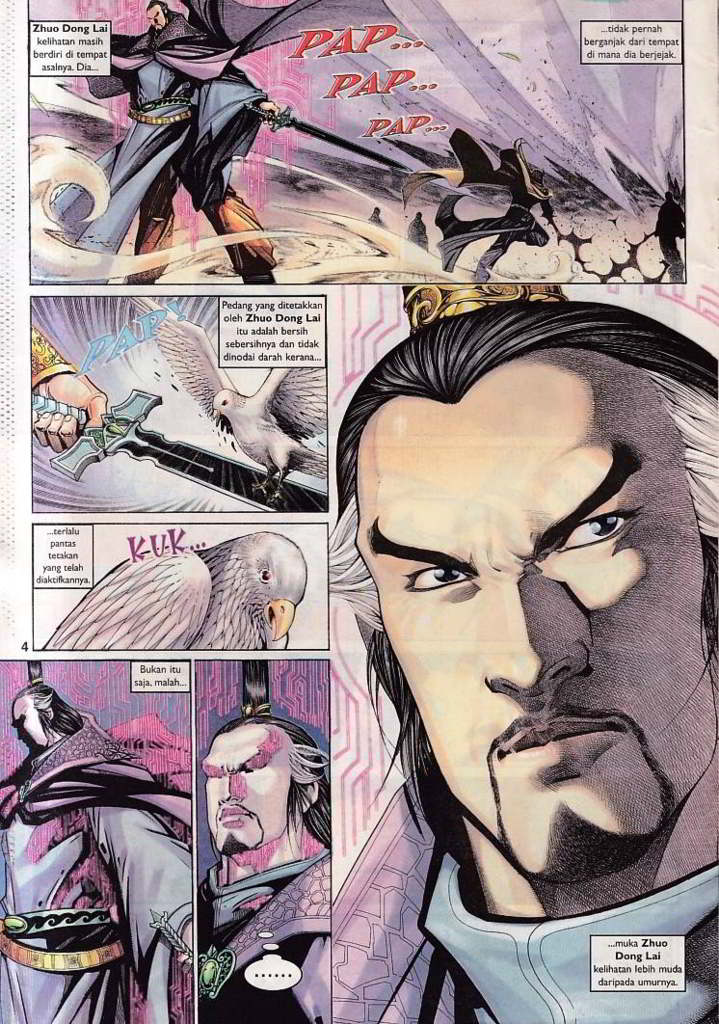 Zhuo Dong Lai
kelihatan masih
berdiri di tempat
asalnya. Dia...
PAP...
PAP...
PAP...
...tidak pernah
berganjak dari tempat
di mana dia berjejak.
PAP!
Pedang yang ditetakkan
oleh Zhuo Dong Lai
itu adalah bersih
sebersihnya dan tidak
dinodai darah kerana...
...terlalu
pantas
tetakan
yang telah
diaktifkannya.
KUK...
4
Bukan itu
saja, malah...
......
...muka Zhuo
Dong Lai
kelihatan lebih muda
daripada umurnya.